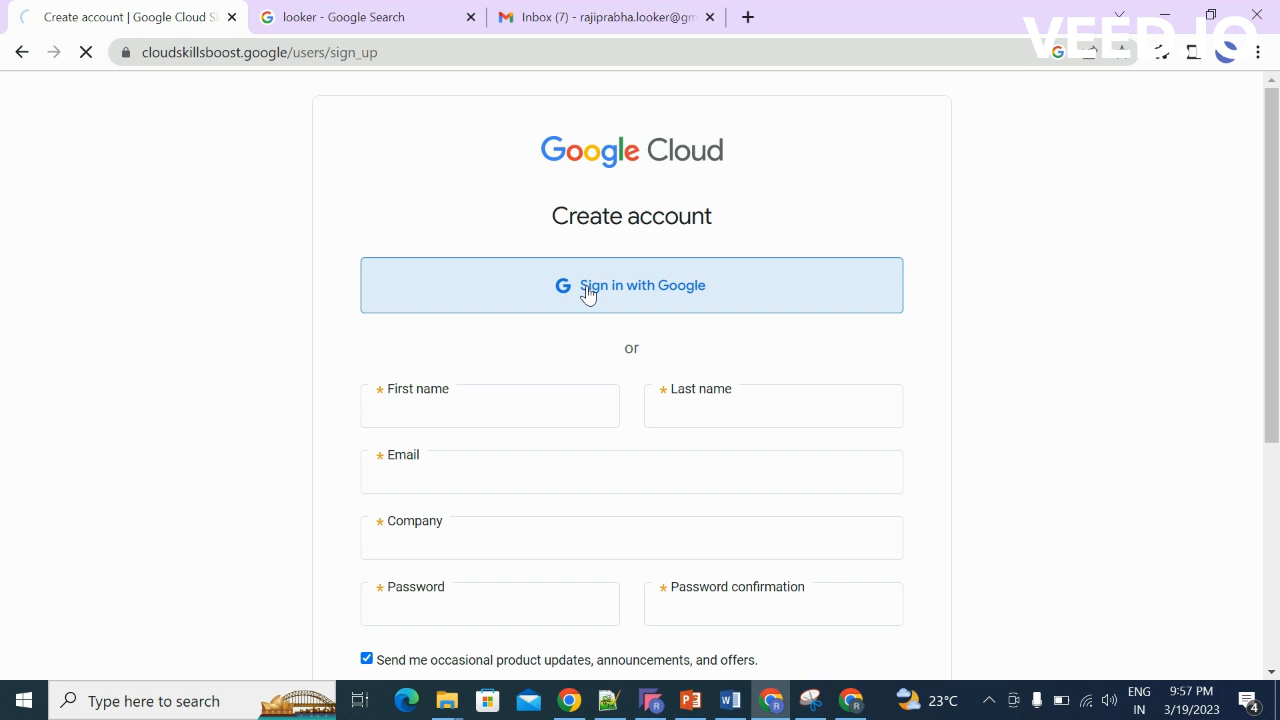 Create account | Google Cloud Sk
looker - Google Search
Inbox (7) - rajiprabha.looker@gm
cloudskillsboost.google/users/sign_up
VEED.IO
Google Cloud
Create account
Sign in with Google
or
* First name
* Last name
* Email
* Company
* Password
* Password confirmation
Send me occasional product updates, announcements, and offers.
Type here to search
23°C
ENG
IN
9:57 PM
3/19/2023
4